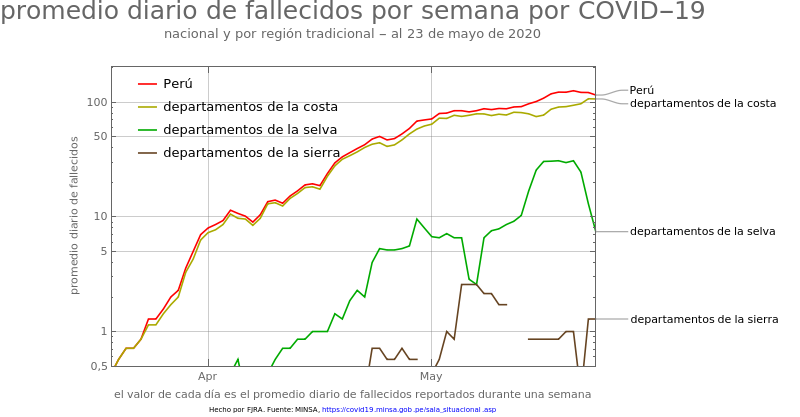 promedio diario de fallecidos por semana por COVID−19
nacional y por región tradicional − al 23 de mayo de 2020
Perú
departamentos de la costa
departamentos de la selva
departamentos de la sierra
promedio diario de fallecidos
100
50
10
5
1
0,5
Apr
May
Perú
departamentos de la costa
departamentos de la selva
departamentos de la sierra
el valor de cada día es el promedio diario de fallecidos reportados durante una semana
Hecho por FJRA. Fuente: MINSA, https://covid19.minsa.gob.pe/sala_situacional .asp